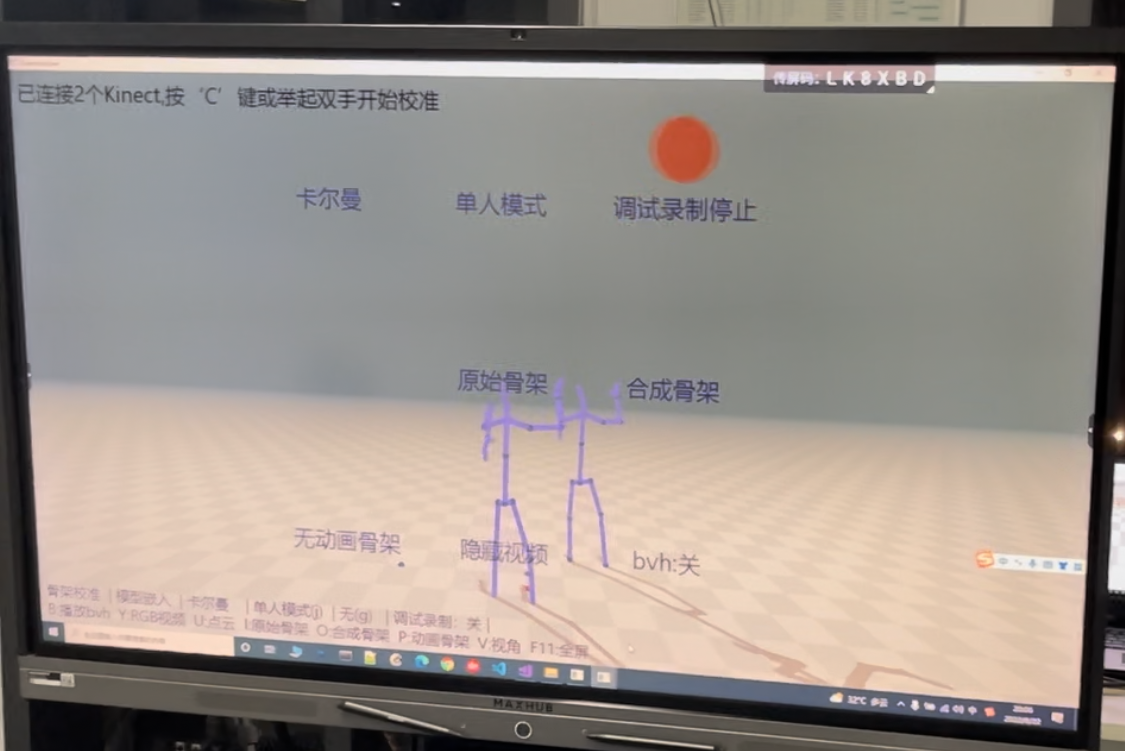 已连接2个Kinect,按‘C’键或举起双手开始校准
传屏码: LK8XBD
卡尔曼
单人模式
调试录制停止
原始骨架
合成骨架
无动画骨架
隐藏视频
bvh:关
骨架校准 |模型嵌入 |卡尔曼 |单人模式(j) |无(g) |调试录制：关|
B:播放bvh Y:RGB视频 U:点云 I:原始骨架 O:合成骨架 P:动画骨架 V:视角 F11:全屏
中
32℃ 多云
中
MAXHUB